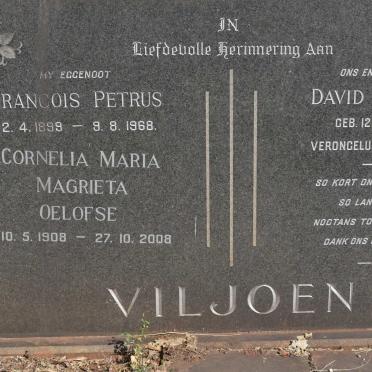 IN
Liefdevolle Herinnering Aan
MY EGGENOOT
FRANCOIS PETRUS
2. 4. 1899 – 9. 8. 1968.
CORNELIA MARIA
MAGRIETA
OELOFSE
10. 5. 1908 – 27. 10. 2008
ONS EN
DAVID
GEB. 12
VERONGELU
SO KORT ON
SO LAN
NOGTANS TO
DANK ONS
VILJOEN